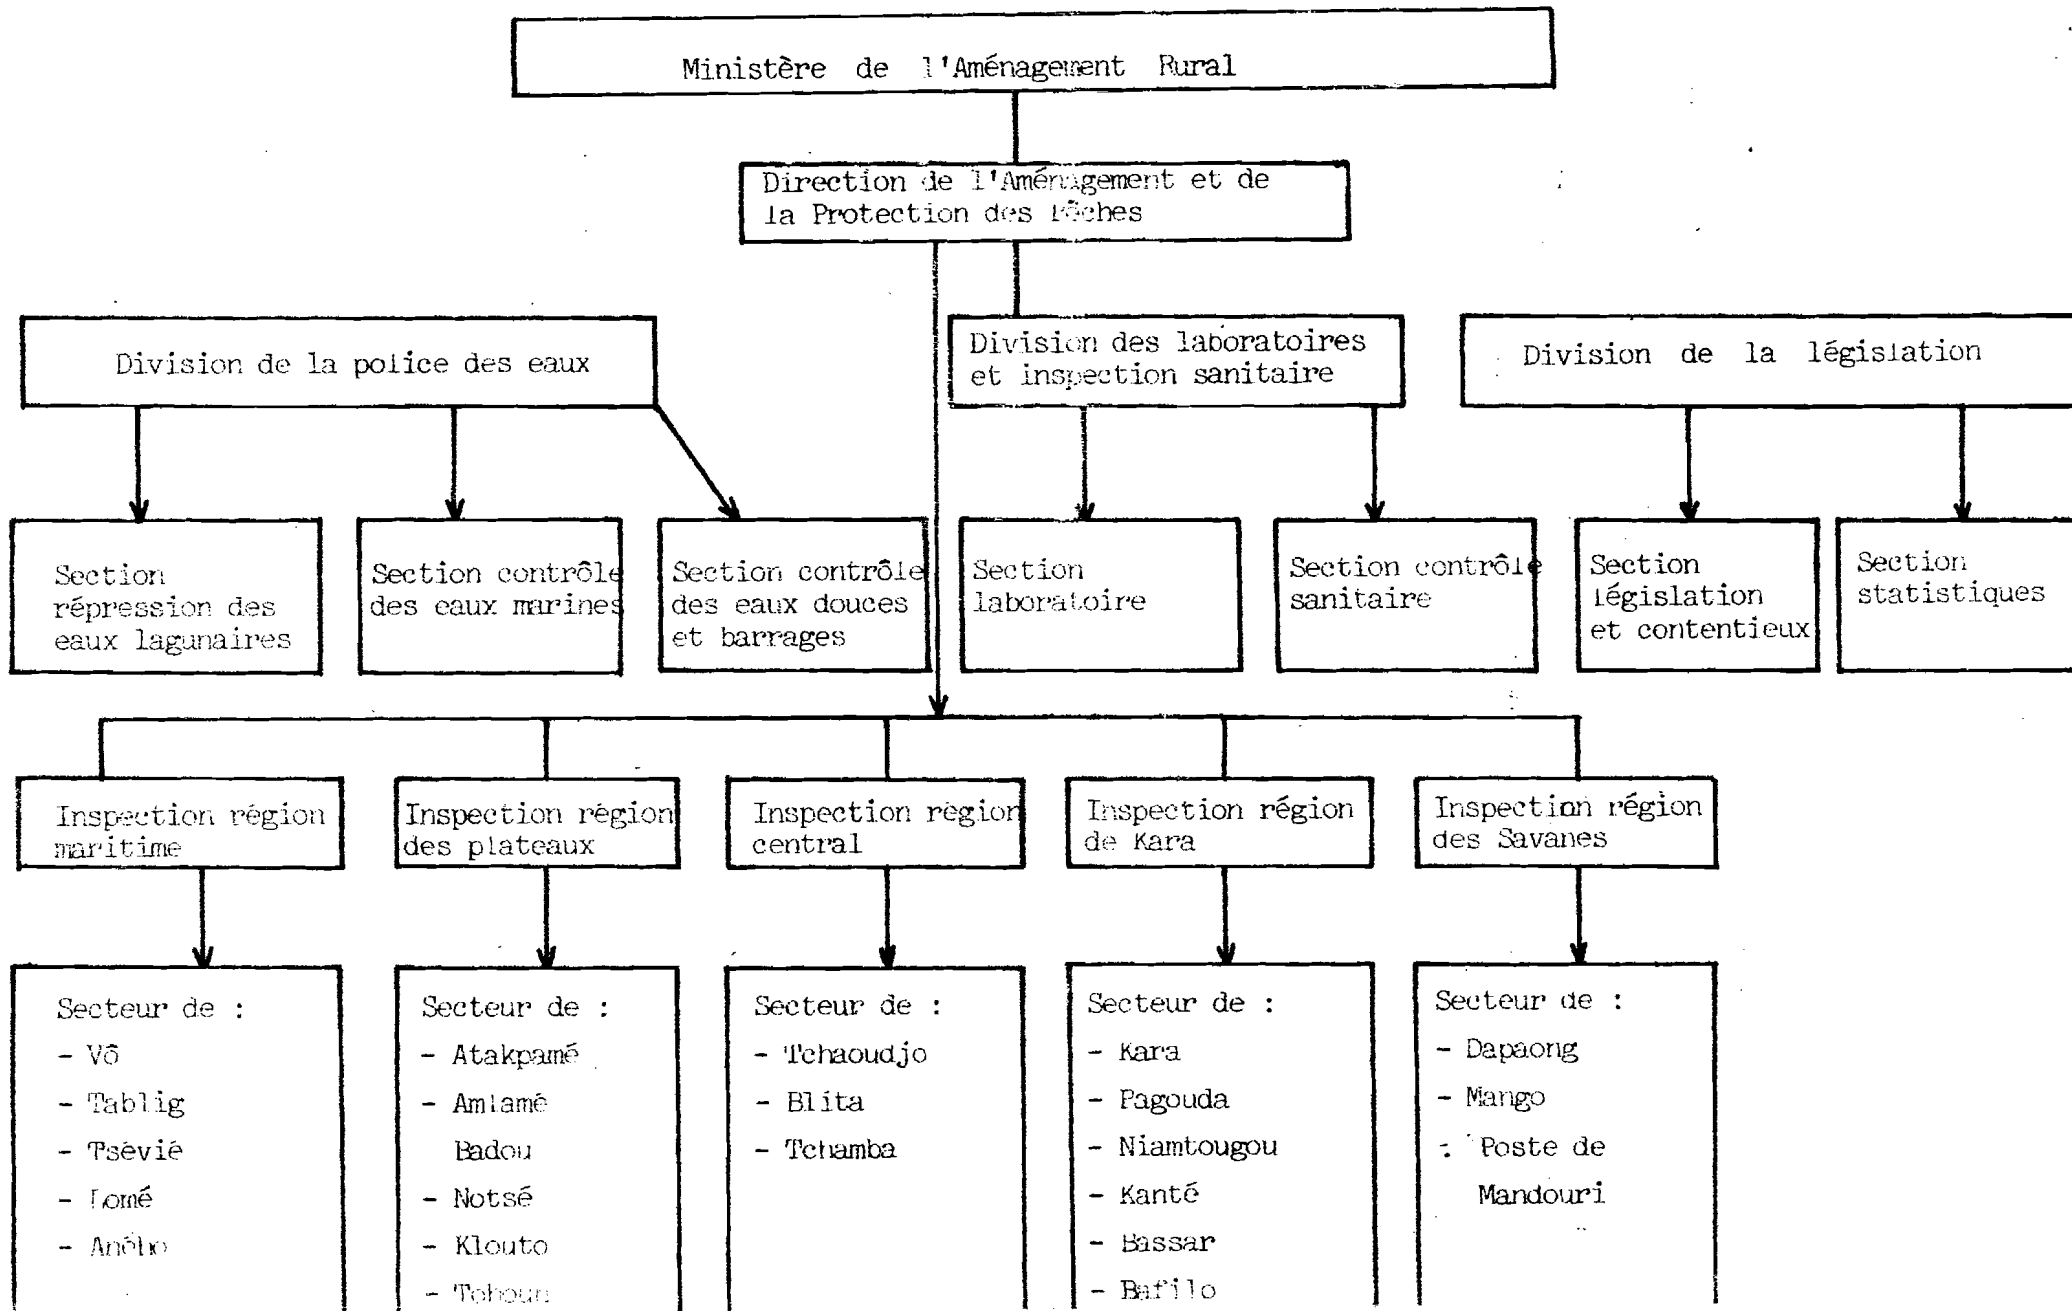 Ministère de l'Aménagement Rural
Direction de l'Aménagement et de
la Protection des Pêches
Division de la police des eaux
Division des laboratoires
et inspection sanitaire
Division de la législation
Section
répression des
eaux lagunaires
Section contrôle
des eaux marines
Section contrôle
des eaux douces
et barrages
Section
laboratoire
Section contrôle
sanitaire
Section
législation
et contentieux
Section
statistiques
Inspection région
maritime
Inspection région
des plateaux
Inspection région
central
Inspection région
de Kara
Inspection région
des Savanes
Secteur de :
- Vô
- Tablig
- Tsévié
- Lomé
- Aného
Secteur de :
- Atakpamé
- Amlamé
Badou
- Notsé
- Klouto
- Tohoun
Secteur de :
- Tchaoudjo
- Blita
- Tchamba
Secteur de :
- Kara
- Pagouda
- Niamtougou
- Kanté
- Bassar
- Bafilo
Secteur de :
- Dapaong
- Mango
: Poste de
Mandouri